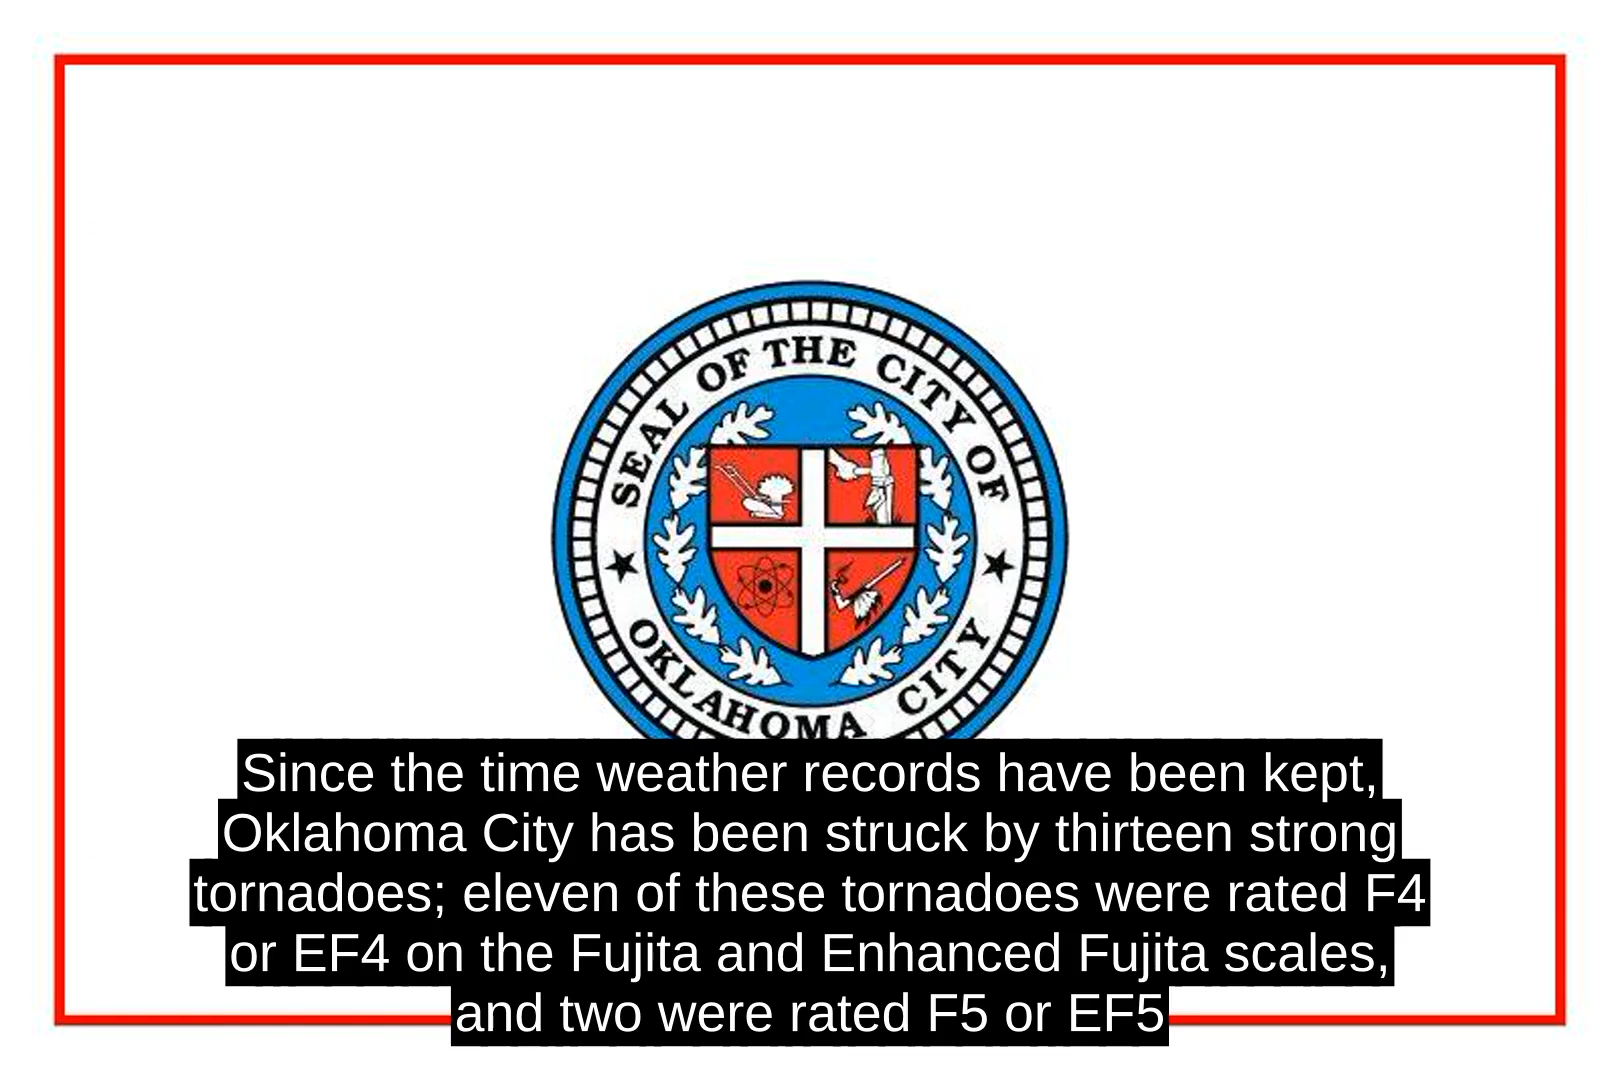 SEAL OF THE CITY OF
OKLAHOMA CITY
Since the time weather records have been kept,
Oklahoma City has been struck by thirteen strong
tornadoes; eleven of these tornadoes were rated F4
or EF4 on the Fujita and Enhanced Fujita scales,
and two were rated F5 or EF5